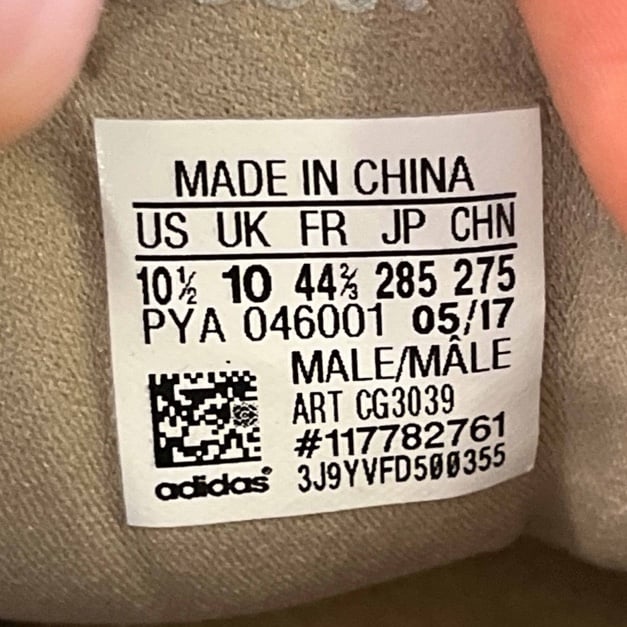 MADE IN CHINA
US UK FR JP CHN
10½ 10 44⅔ 285 275
PYA 046001 05/17
MALE/MÂLE
ART CG3039
#117782761
adidas® 3J9YVFD500355